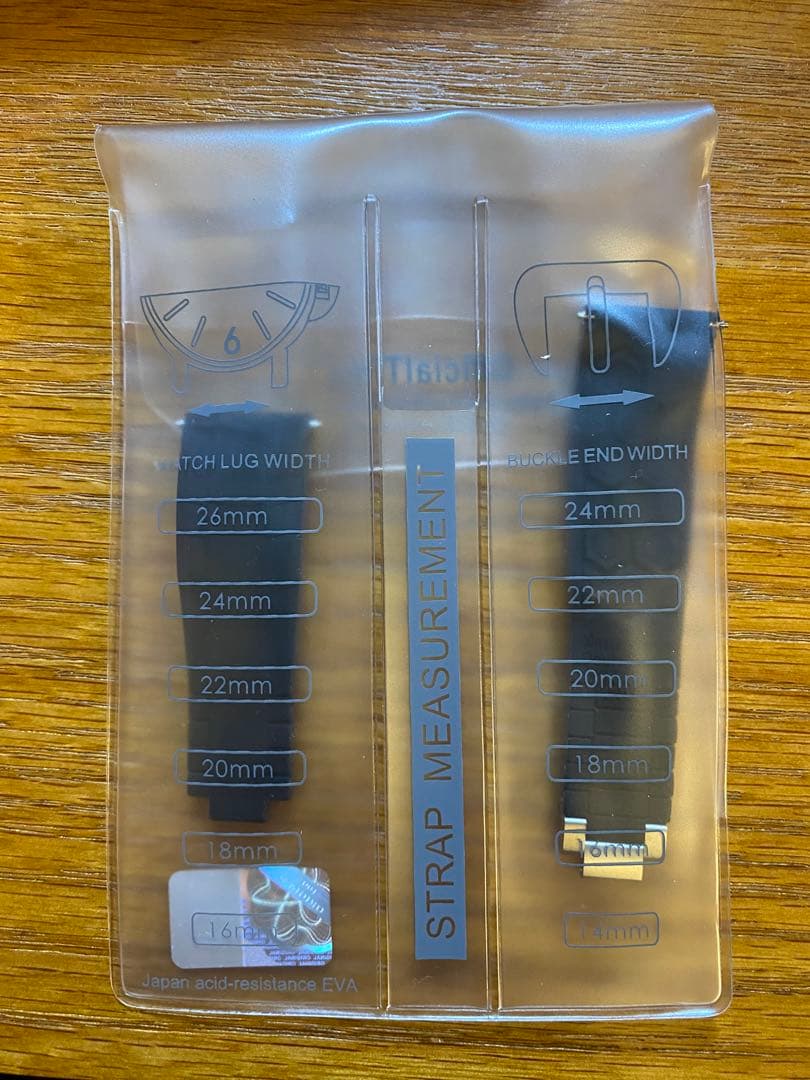 6
WATCH LUG WIDTH
26mm
24mm
22mm
20mm
18mm
16mm
Japan acid-resistance EVA
STRAP MEASUREMENT
BUCKLE END WIDTH
24mm
22mm
20mm
18mm
16mm
14mm